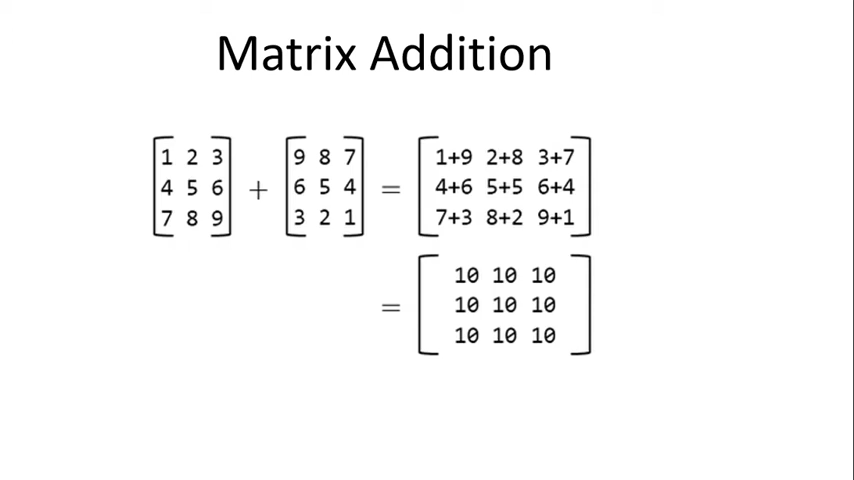 Matrix Addition
1 2 3 9 8 7 1+9 2+8 3+7
4 5 6 + 6 5 4 = 4+6 5+5 6+4
7 8 9 3 2 1 7+3 8+2 9+1
10 10 10
= 10 10 10
10 10 10